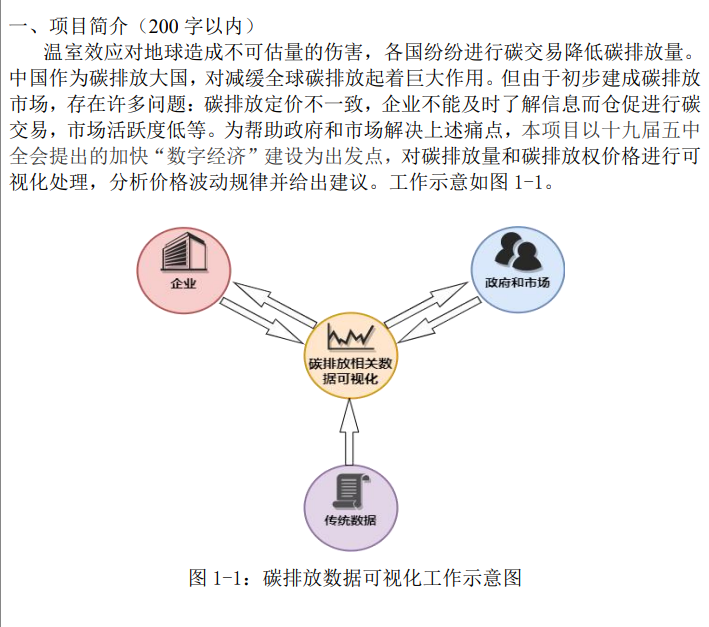 一、项目简介（200 字以内）
温室效应对地球造成不可估量的伤害，各国纷纷进行碳交易降低碳排放量。
中国作为碳排放大国，对减缓全球碳排放起着巨大作用。但由于初步建成碳排放
市场，存在许多问题：碳排放定价不一致，企业不能及时了解信息而仓促进行碳
交易，市场活跃度低等。为帮助政府和市场解决上述痛点，本项目以十九届五中
全会提出的加快“数字经济”建设为出发点，对碳排放量和碳排放权价格进行可
视化处理，分析价格波动规律并给出建议。工作示意如图 1-1。
企业
政府和市场
碳排放相关数
据可视化
传统数据
图 1-1：碳排放数据可视化工作示意图